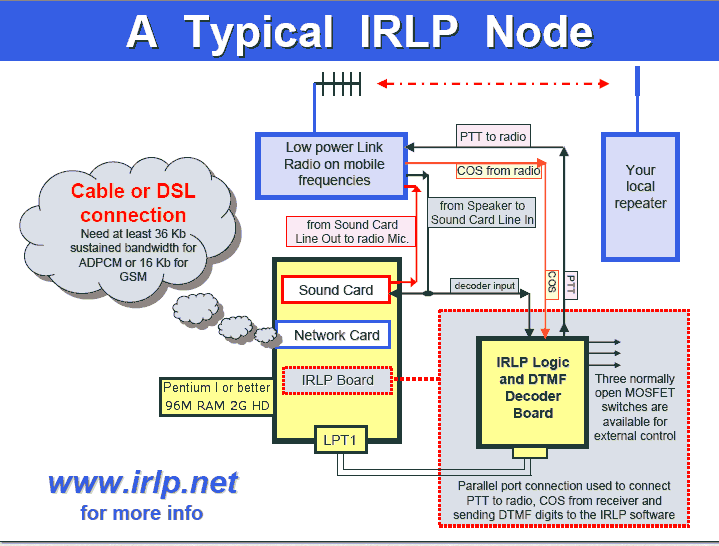 A Typical IRLP Node
Low power Link
Radio on mobile
frequencies
PTT to radio
COS from radio
Your
local
repeater
Cable or DSL
connection
Need at least 36 Kb
sustained bandwidth for
ADPCM or 16 Kb for
GSM
from Speaker to
Sound Card Line In
from Sound Card
Line Out to radio Mic.
Sound Card
decoder input
COS
PTT
Network Card
IRLP Board
Pentium I or better
96M RAM 2G HD
LPT1
IRLP Logic
and DTMF
Decoder
Board
Three normally
open MOSFET
switches are
available for
external control
Parallel port connection used to connect
PTT to radio, COS from receiver and
sending DTMF digits to the IRLP software
www.irlp.net
for more info